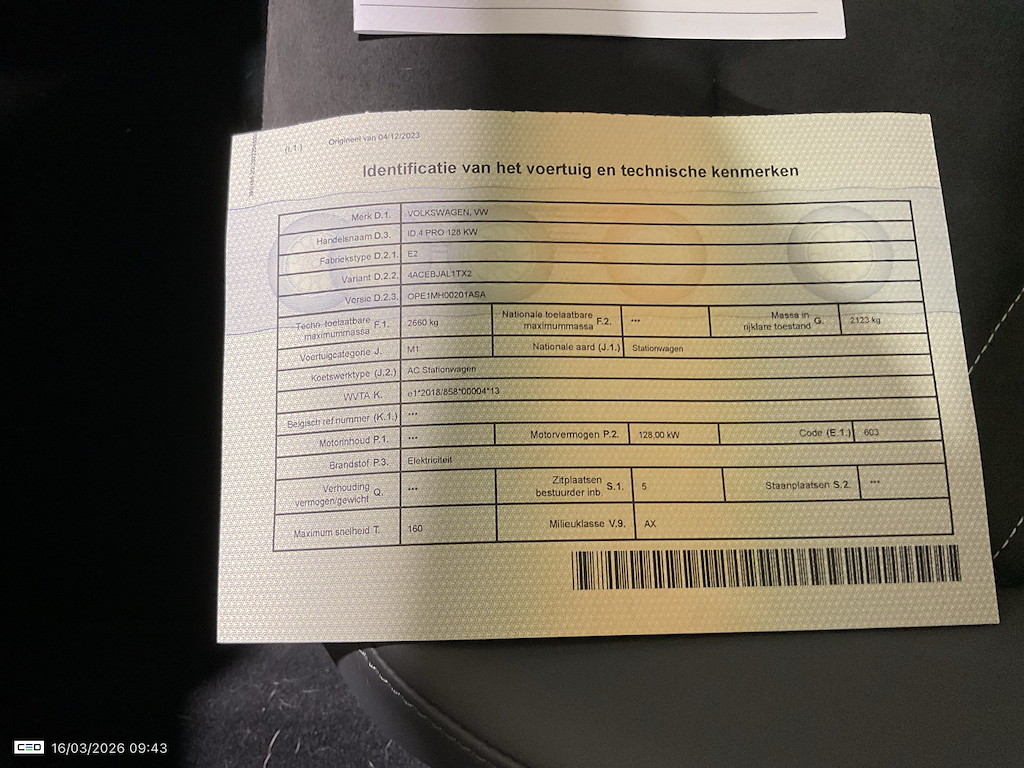 (I.1.) Origineel van 04/12/2023
Identificatie van het voertuig en technische kenmerken
Merk D.1. VOLKSWAGEN, VW
Handelsnaam D.3. ID.4 PRO 128 KW
Fabriekstype D.2.1. E2
Variant D.2.2. 4ACEBJAL1TX2
Versie D.2.3. OPE1MH00201ASA
Techn. toelaatbare maximummassa F.1. 2660 kg Nationale toelaatbare maximummassa F.2. *** Massa in rijklare toestand G. 2123 kg
Voertuigcategorie J. M1 Nationale aard (J.1.) Stationwagen
Koetswerktype (J.2.) AC Stationwagen
WVTA K. e1*2018/858*00004*13
Belgisch ref nummer (K.1.) ***
Motorinhoud P.1. *** Motorvermogen P.2. 128,00 kW Code (E.1.) 603
Brandstof P.3. Elektriciteit
Verhouding vermogen/gewicht Q. *** Zitplaatsen bestuurder inb. S.1. 5 Staanplaatsen S.2. ***
Maximum snelheid T. 160 Milieuklasse V.9. AX
CEO 16/03/2026 09:43